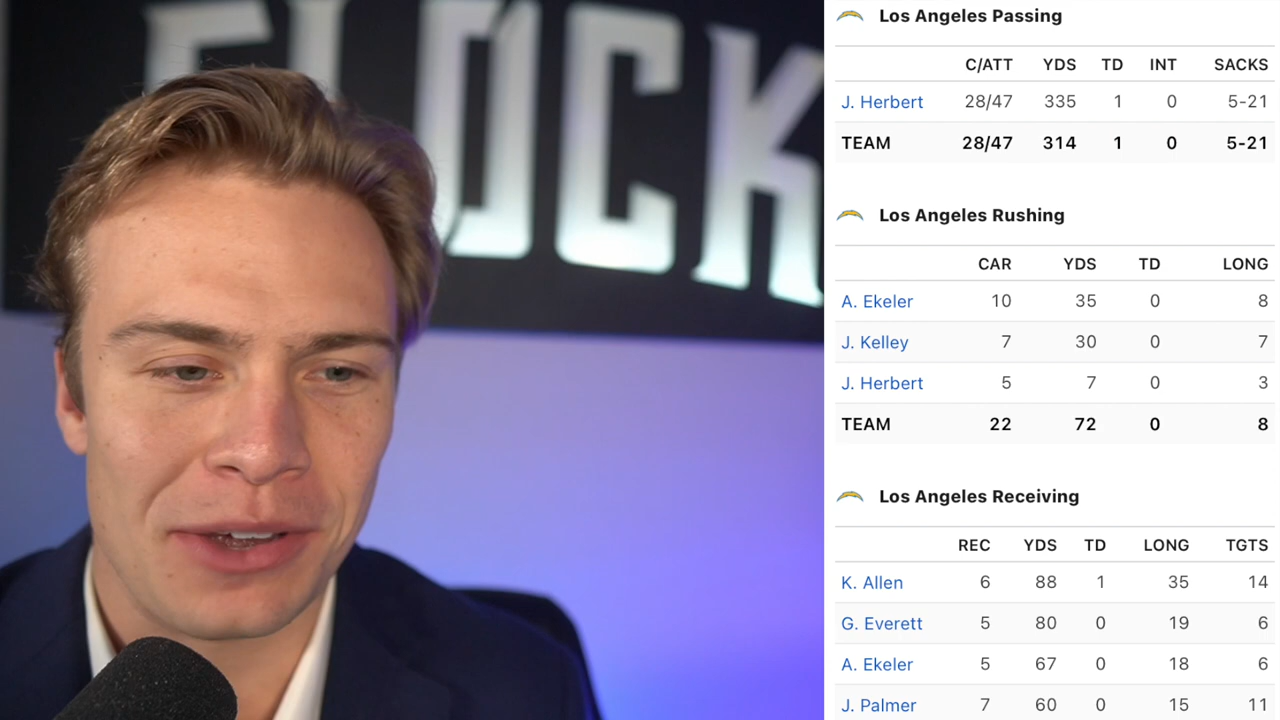 FLOCK
Los Angeles Passing
C/ATT YDS TD INT SACKS
J. Herbert 28/47 335 1 0 5-21
TEAM 28/47 314 1 0 5-21
Los Angeles Rushing
CAR YDS TD LONG
A. Ekeler 10 35 0 8
J. Kelley 7 30 0 7
J. Herbert 5 7 0 3
TEAM 22 72 0 8
Los Angeles Receiving
REC YDS TD LONG TGTS
K. Allen 6 88 1 35 14
G. Everett 5 80 0 19 6
A. Ekeler 5 67 0 18 6
J. Palmer 7 60 0 15 11